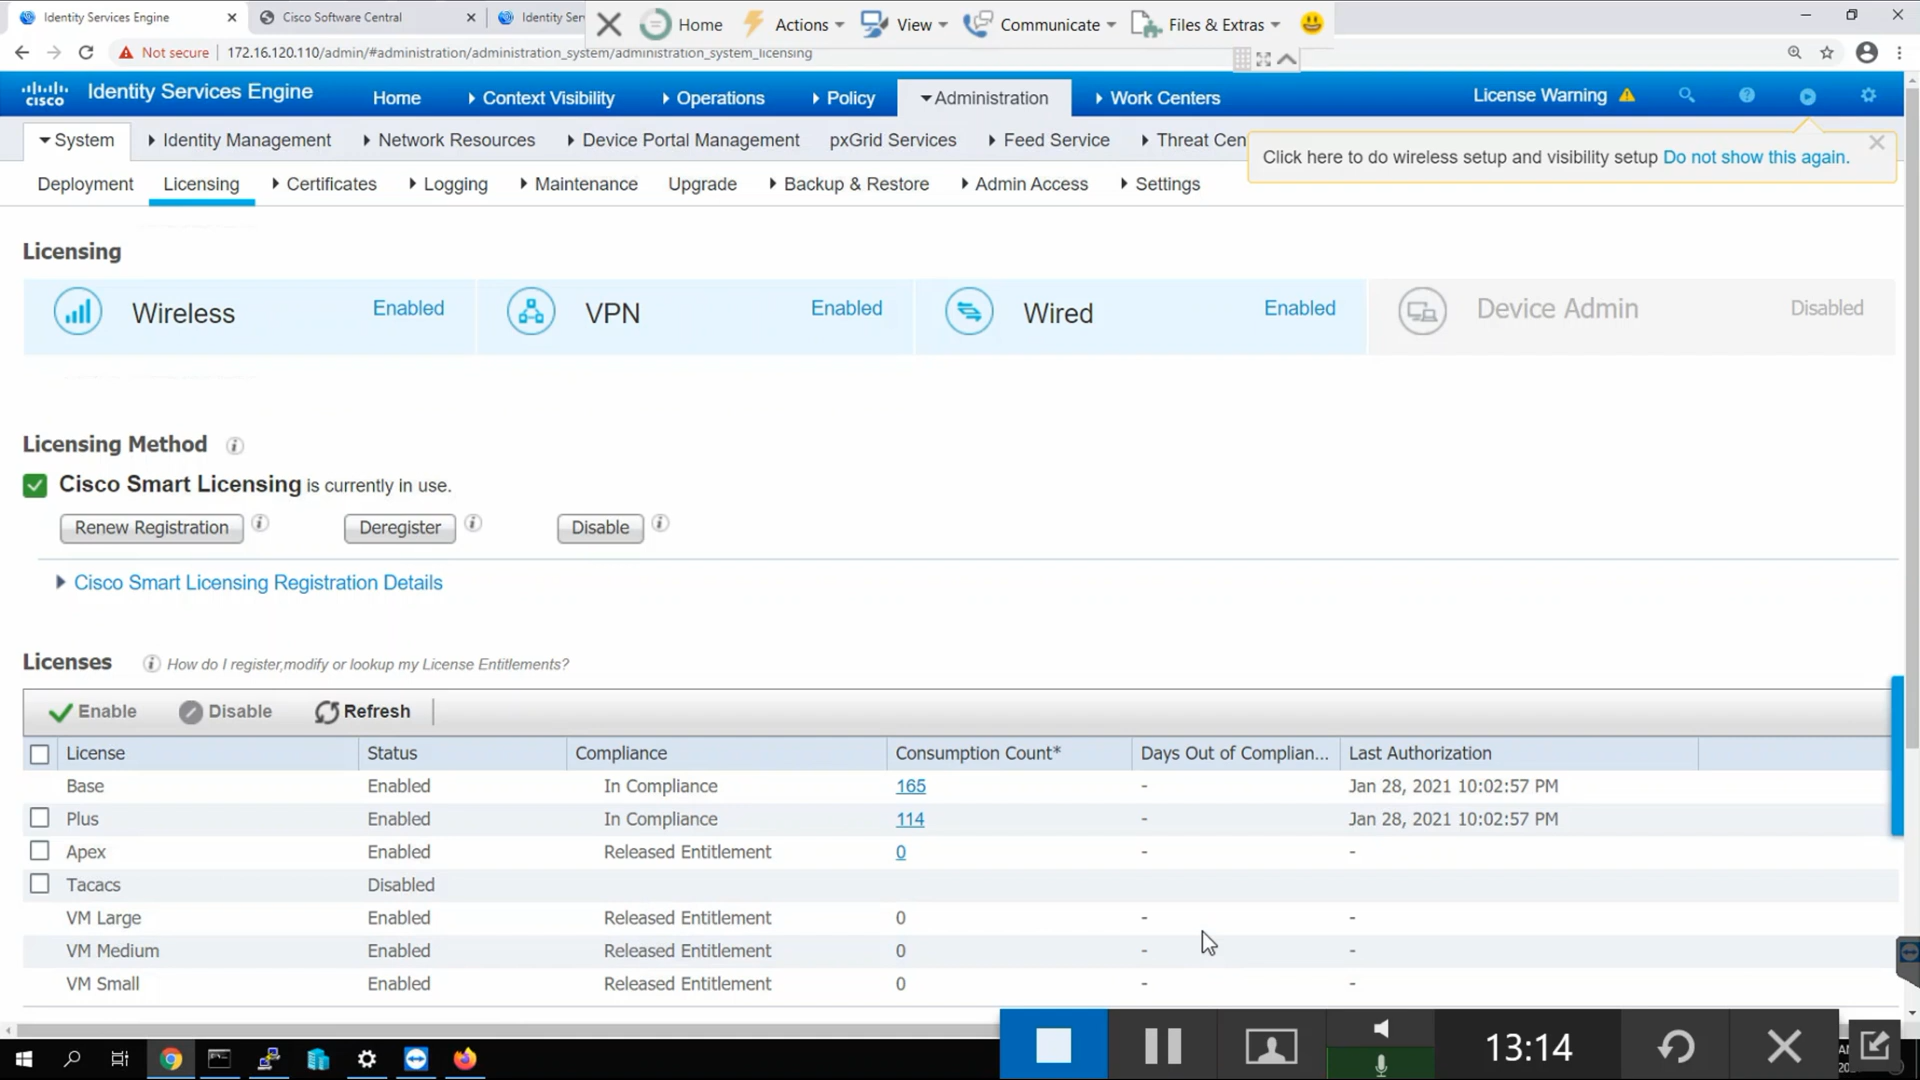 Identity Services Engine
Cisco Software Central
Identity Ser
Home
Actions
View
Communicate
Files & Extras
Not secure
172.16.120.110/admin/#administration/administration_system/administration_system_licensing
cisco
Identity Services Engine
Home
Context Visibility
Operations
Policy
Administration
Work Centers
License Warning
System
Identity Management
Network Resources
Device Portal Management
pxGrid Services
Feed Service
Threat Cen
Click here to do wireless setup and visibility setup Do not show this again.
Deployment
Licensing
Certificates
Logging
Maintenance
Upgrade
Backup & Restore
Admin Access
Settings
Licensing
Wireless
Enabled
VPN
Enabled
Wired
Enabled
Device Admin
Disabled
Licensing Method
Cisco Smart Licensing is currently in use.
Renew Registration
Deregister
Disable
Cisco Smart Licensing Registration Details
Licenses
How do I register,modify or lookup my License Entitlements?
Enable
Disable
Refresh
License Status Compliance Consumption Count* Days Out of Complian... Last Authorization
Base Enabled In Compliance 165 - Jan 28, 2021 10:02:57 PM
Plus Enabled In Compliance 114 - Jan 28, 2021 10:02:57 PM
Apex Enabled Released Entitlement 0 - -
Tacacs Disabled
VM Large Enabled Released Entitlement 0 - -
VM Medium Enabled Released Entitlement 0 - -
VM Small Enabled Released Entitlement 0 - -
13:14